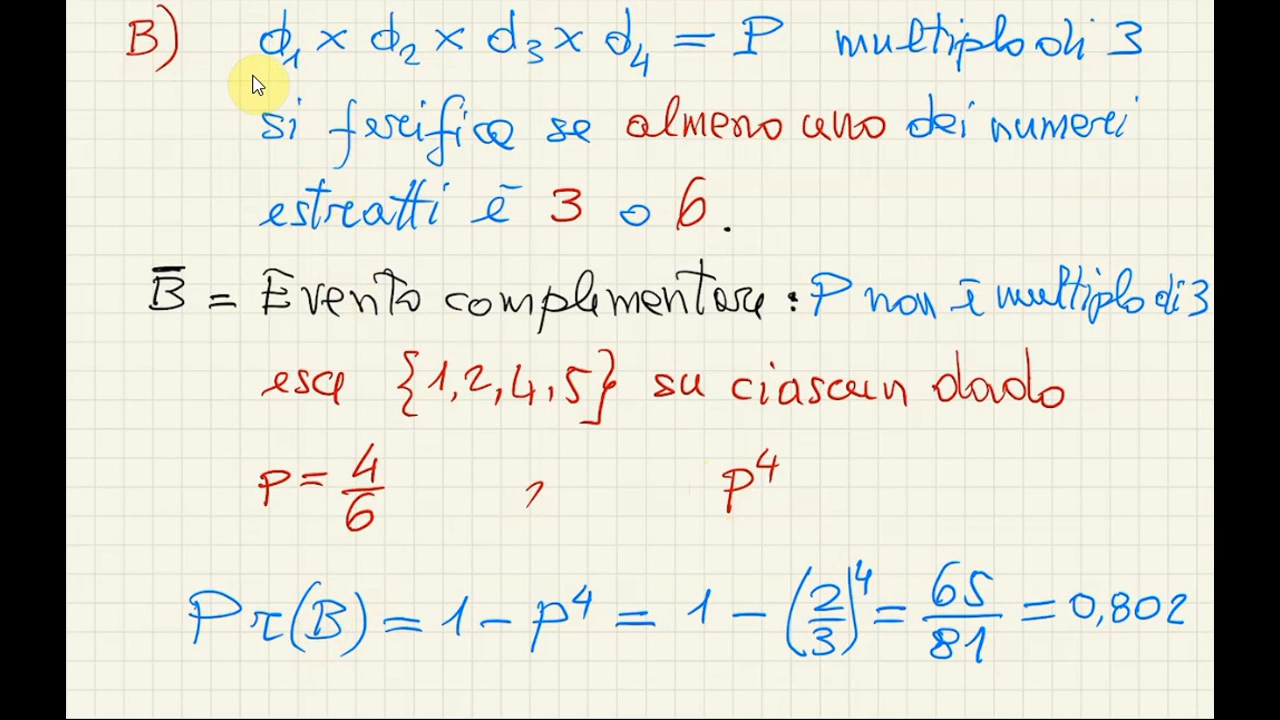 B) d₁ × d₂ × d₃ × d₄ = P multiplo di 3
si ferifica se almeno uno dei numeri
estratti è 3 o 6.
B̅ = Evento complementare : P non è multiplo di 3
esce {1,2,4,5} su ciascun dado
p = 4/6 , p⁴
Pr(B) = 1 - p⁴ = 1 - (2/3)⁴ = 65/81 = 0,802